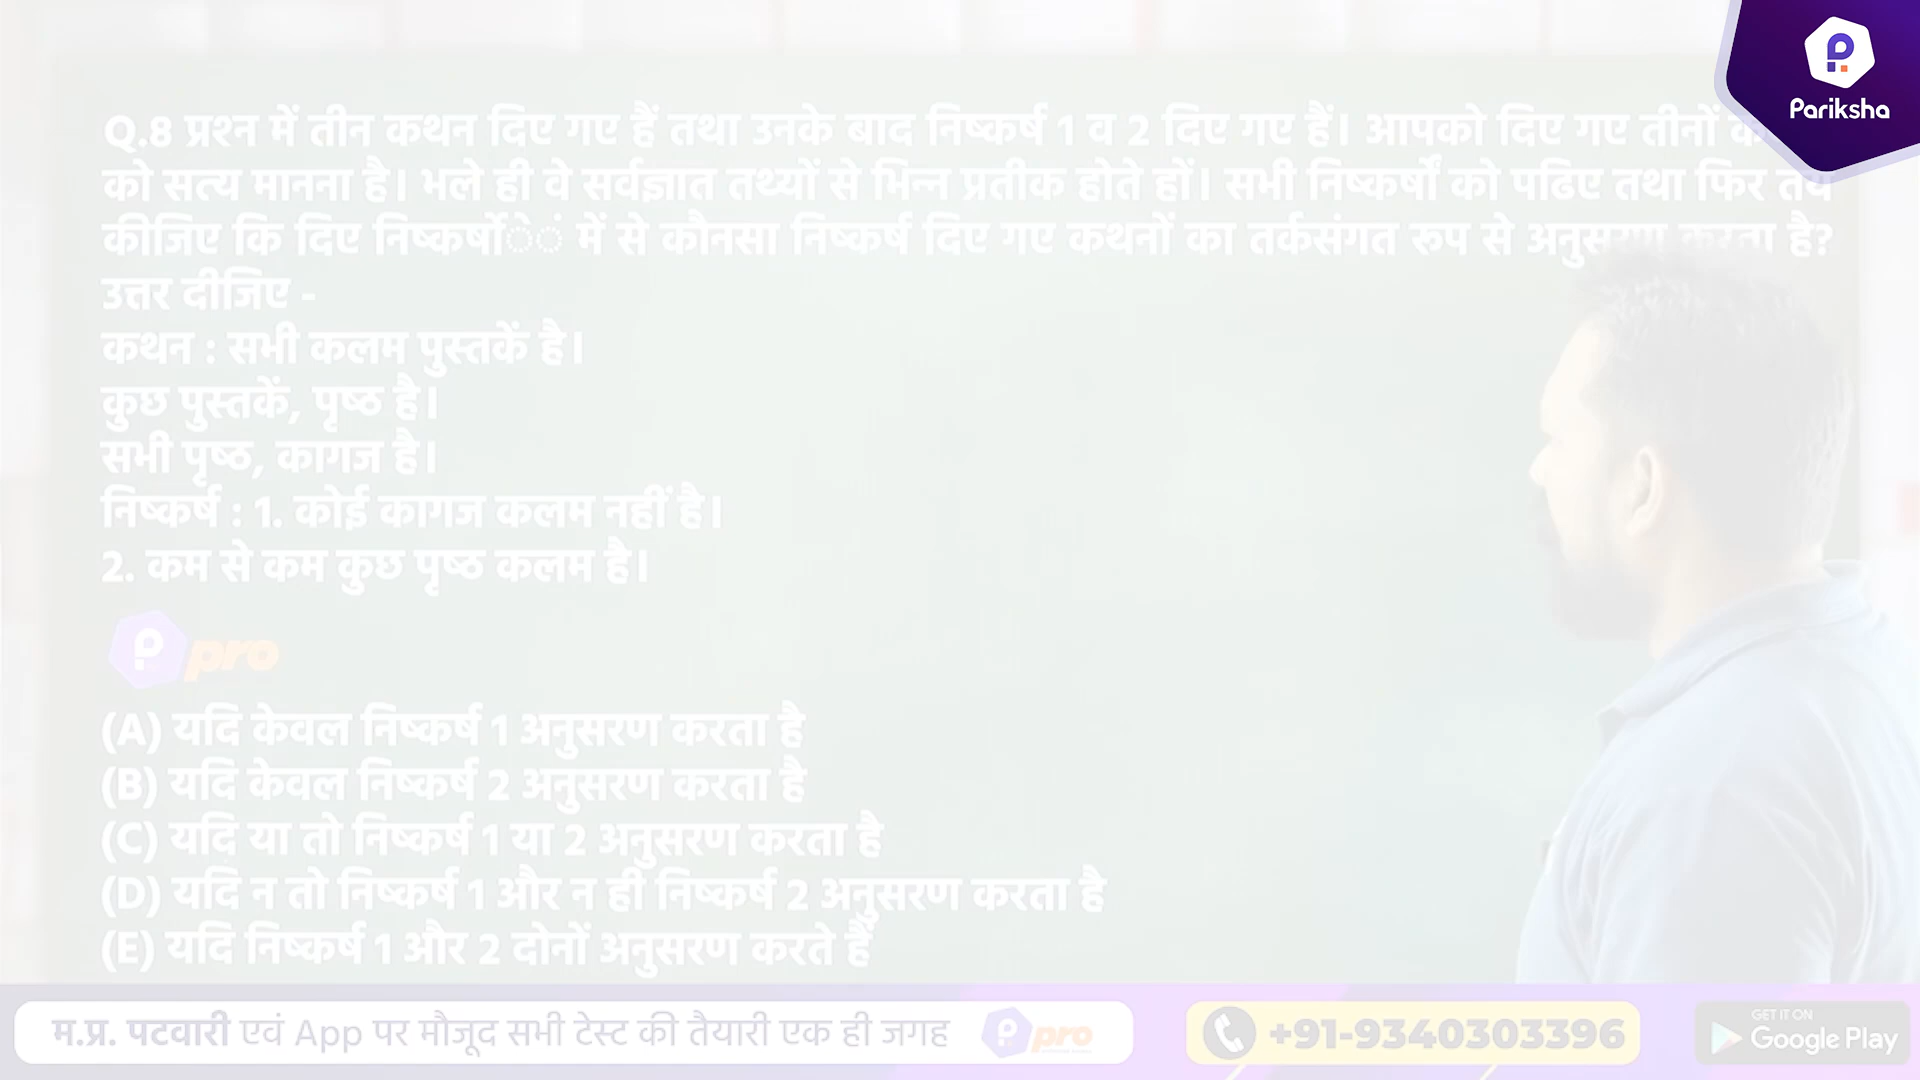 Pariksha
Q.8 प्रश्न में तीन कथन दिए गए हैं तथा उनके बाद निष्कर्ष 1 व 2 दिए गए हैं। आपको दिए गए तीनों
को सत्य मानना है। भले ही वे सर्वज्ञात तथ्यों से भिन्न प्रतीक होते हों। सभी निष्कर्षों को पढिए तथा फिर तय
कीजिए कि दिए निष्कर्षोें में से कौनसा निष्कर्ष दिए गए कथनों का तर्कसंगत रूप से अनुसरण करता है?
उत्तर दीजिए -
कथन : सभी कलम पुस्तकें है।
कुछ पुस्तकें, पृष्ठ है।
सभी पृष्ठ, कागज है।
निष्कर्ष : 1. कोई कागज कलम नहीं है।
2. कम से कम कुछ पृष्ठ कलम है।
pro
(A) यदि केवल निष्कर्ष 1 अनुसरण करता है
(B) यदि केवल निष्कर्ष 2 अनुसरण करता है
(C) यदि या तो निष्कर्ष 1 या 2 अनुसरण करता है
(D) यदि न तो निष्कर्ष 1 और न ही निष्कर्ष 2 अनुसरण करता है
(E) यदि निष्कर्ष 1 और 2 दोनों अनुसरण करते हैं
म.प्र. पटवारी एवं App पर मौजूद सभी टेस्ट की तैयारी एक ही जगह pro
+91-9340303396
GET IT ON
Google Play